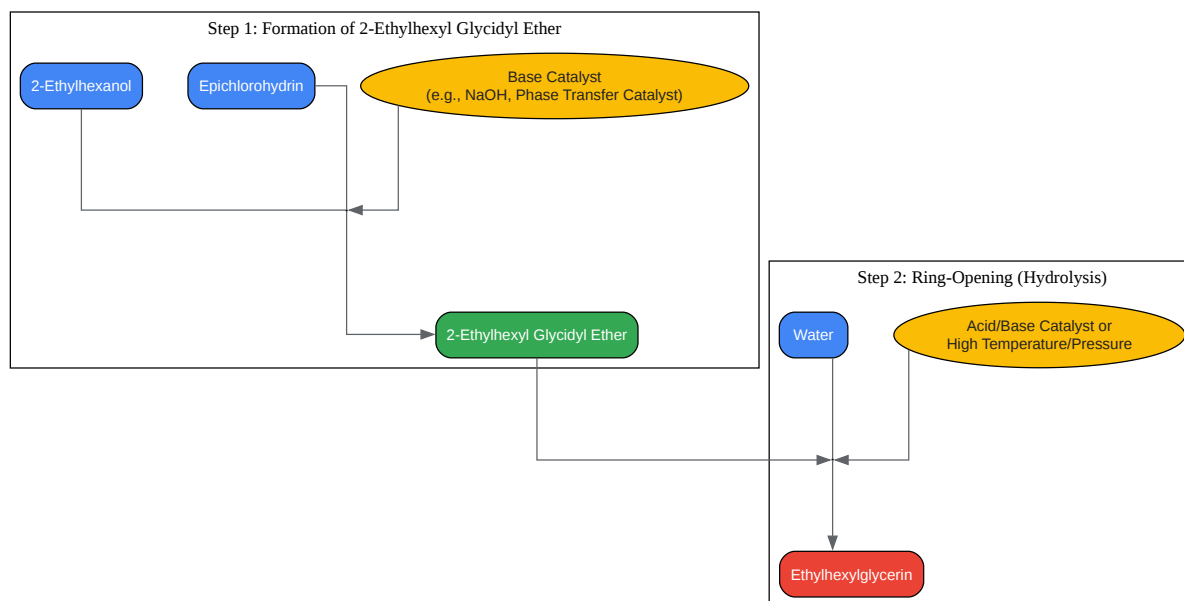 Step 1: Formation of 2-Ethylhexyl Glycidyl Ether
2-Ethylhexanol
Epichlorohydrin
Base Catalyst
(e.g., NaOH, Phase Transfer Catalyst)
2-Ethylhexyl Glycidyl Ether
Step 2: Ring-Opening (Hydrolysis)
Water
Acid/Base Catalyst or
High Temperature/Pressure
Ethylhexylglycerin